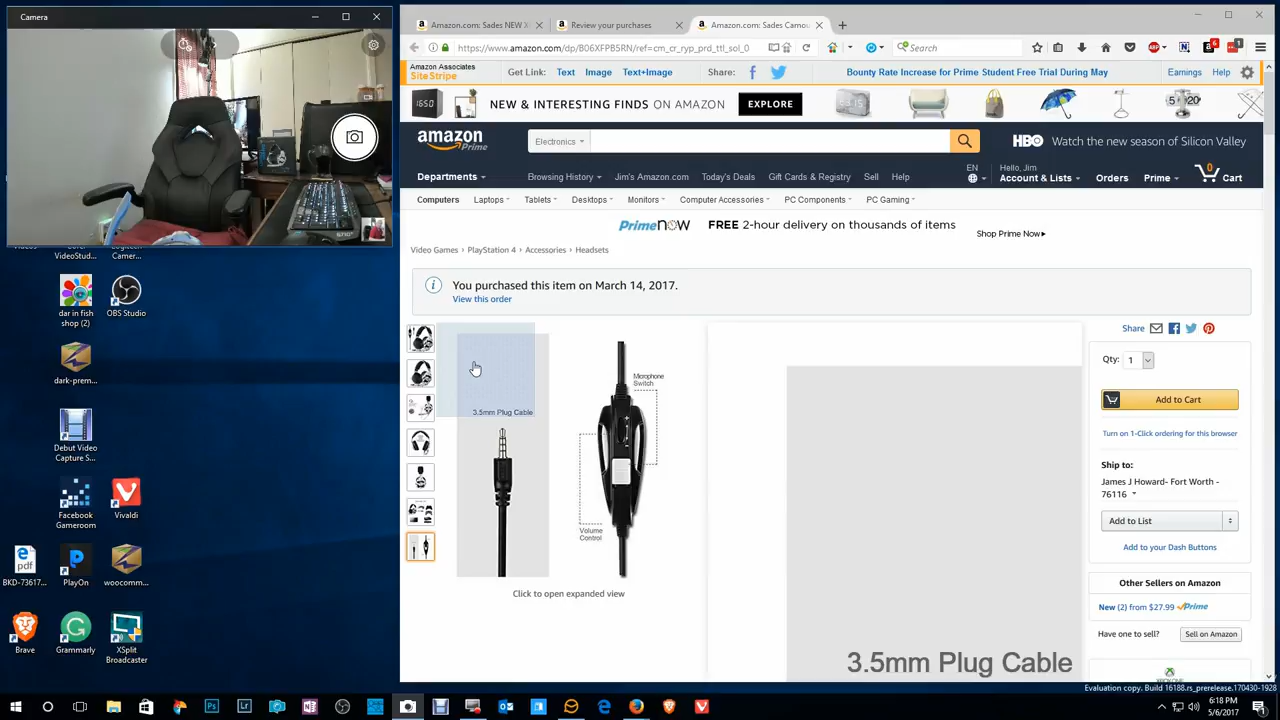 Camera
Amazon.com: Sades NEW X
Review your purchases
Amazon.com: Sades Camou
https://www.amazon.com/dp/B06XFPB5RN/ref=cm_cr_ryp_prd_ttl_sol_0
Search
Amazon Associates
SiteStripe
Get Link:
Text
Image
Text+Image
Share:
Bounty Rate Increase for Prime Student Free Trial During May
Earnings
Help
NEW & INTERESTING FINDS ON AMAZON
EXPLORE
amazon
Prime
Electronics
HBO Watch the new season of Silicon Valley
Departments
Browsing History
Jim's Amazon.com
Today's Deals
Gift Cards & Registry
Sell
Help
EN
Hello, Jim
Account & Lists
Orders
Prime
0
Cart
Computers
Laptops
Tablets
Desktops
Monitors
Computer Accessories
PC Components
PC Gaming
PrimeNOW
FREE 2-hour delivery on thousands of items
Shop Prime Now
Video Games › PlayStation 4 › Accessories › Headsets
You purchased this item on March 14, 2017.
View this order
Share
Qty: 1
Add to Cart
Turn on 1-Click ordering for this browser
Ship to:
James J Howard- Fort Worth -
76116
Add to List
Add to your Dash Buttons
Other Sellers on Amazon
New (2) from $27.99 Prime
Have one to sell?
Sell on Amazon
Microphone
Switch
3.5mm Plug Cable
Volume
Control
Click to open expanded view
3.5mm Plug Cable
VideoStud...
Logitech
Camer...
dar in fish
shop (2)
OBS Studio
dark-prem...
Debut Video
Capture S...
Facebook
Gameroom
Vivaldi
BKD-73617...
PlayOn
woocomm...
Brave
Grammarly
XSplit
Broadcaster
Evaluation copy. Build 16188.rs_prerelease.170430-1928
6:18 PM
5/6/2017